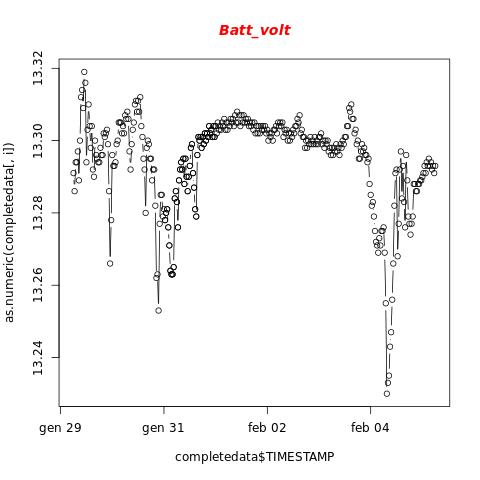 Batt_volt
as.numeric(completedata[, i])
13.32
13.30
13.28
13.26
13.24
gen 29
gen 31
feb 02
feb 04
completedata$TIMESTAMP